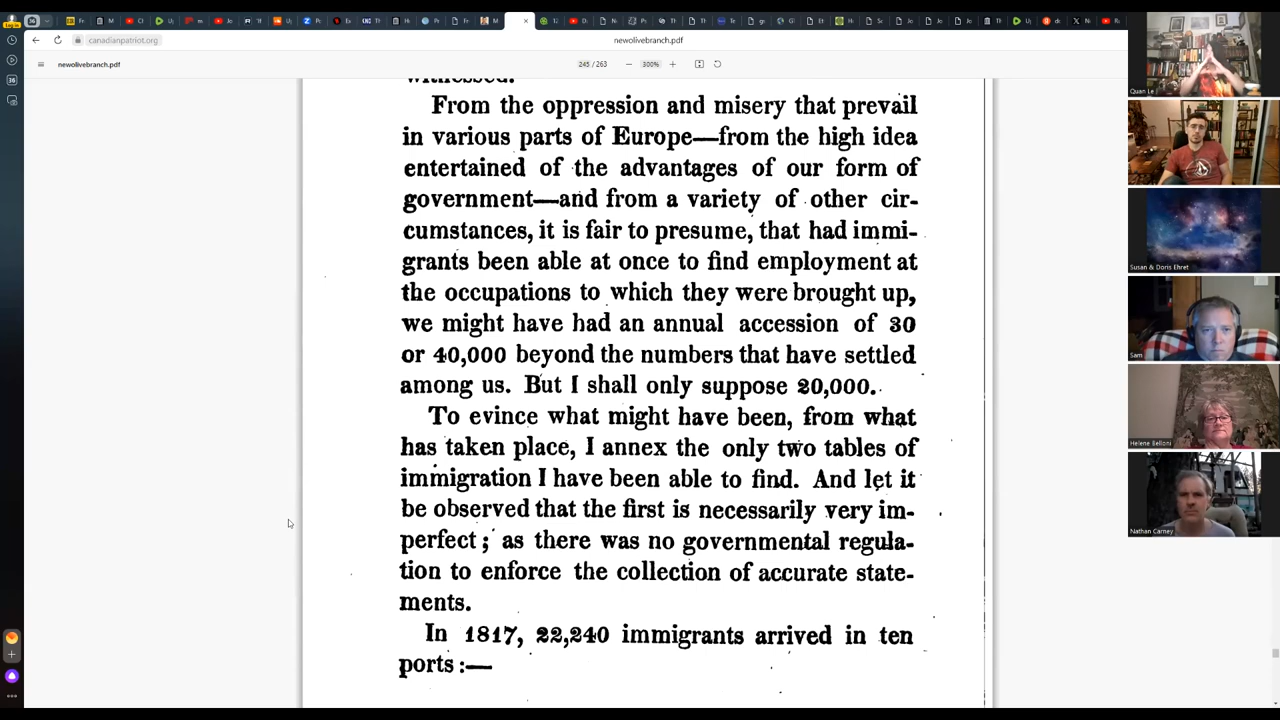 canadianpatriot.org
newolivebranch.pdf
newolivebranch.pdf
245 / 263
300%
witnessed.
From the oppression and misery that prevail
in various parts of Europe—from the high idea
entertained of the advantages of our form of
government—and from a variety of other cir-
cumstances, it is fair to presume, that had immi-
grants been able at once to find employment at
the occupations to which they were brought up,
we might have had an annual accession of 30
or 40,000 beyond the numbers that have settled
among us. But I shall only suppose 20,000.
To evince what might have been, from what
has taken place, I annex the only two tables of
immigration I have been able to find. And let it
be observed that the first is necessarily very im-
perfect; as there was no governmental regula-
tion to enforce the collection of accurate state-
ments.
In 1817, 22,240 immigrants arrived in ten
ports:—
Quan Le
Susan & Doris Ehret
Sam
Helene Belloni
Nathan Carney